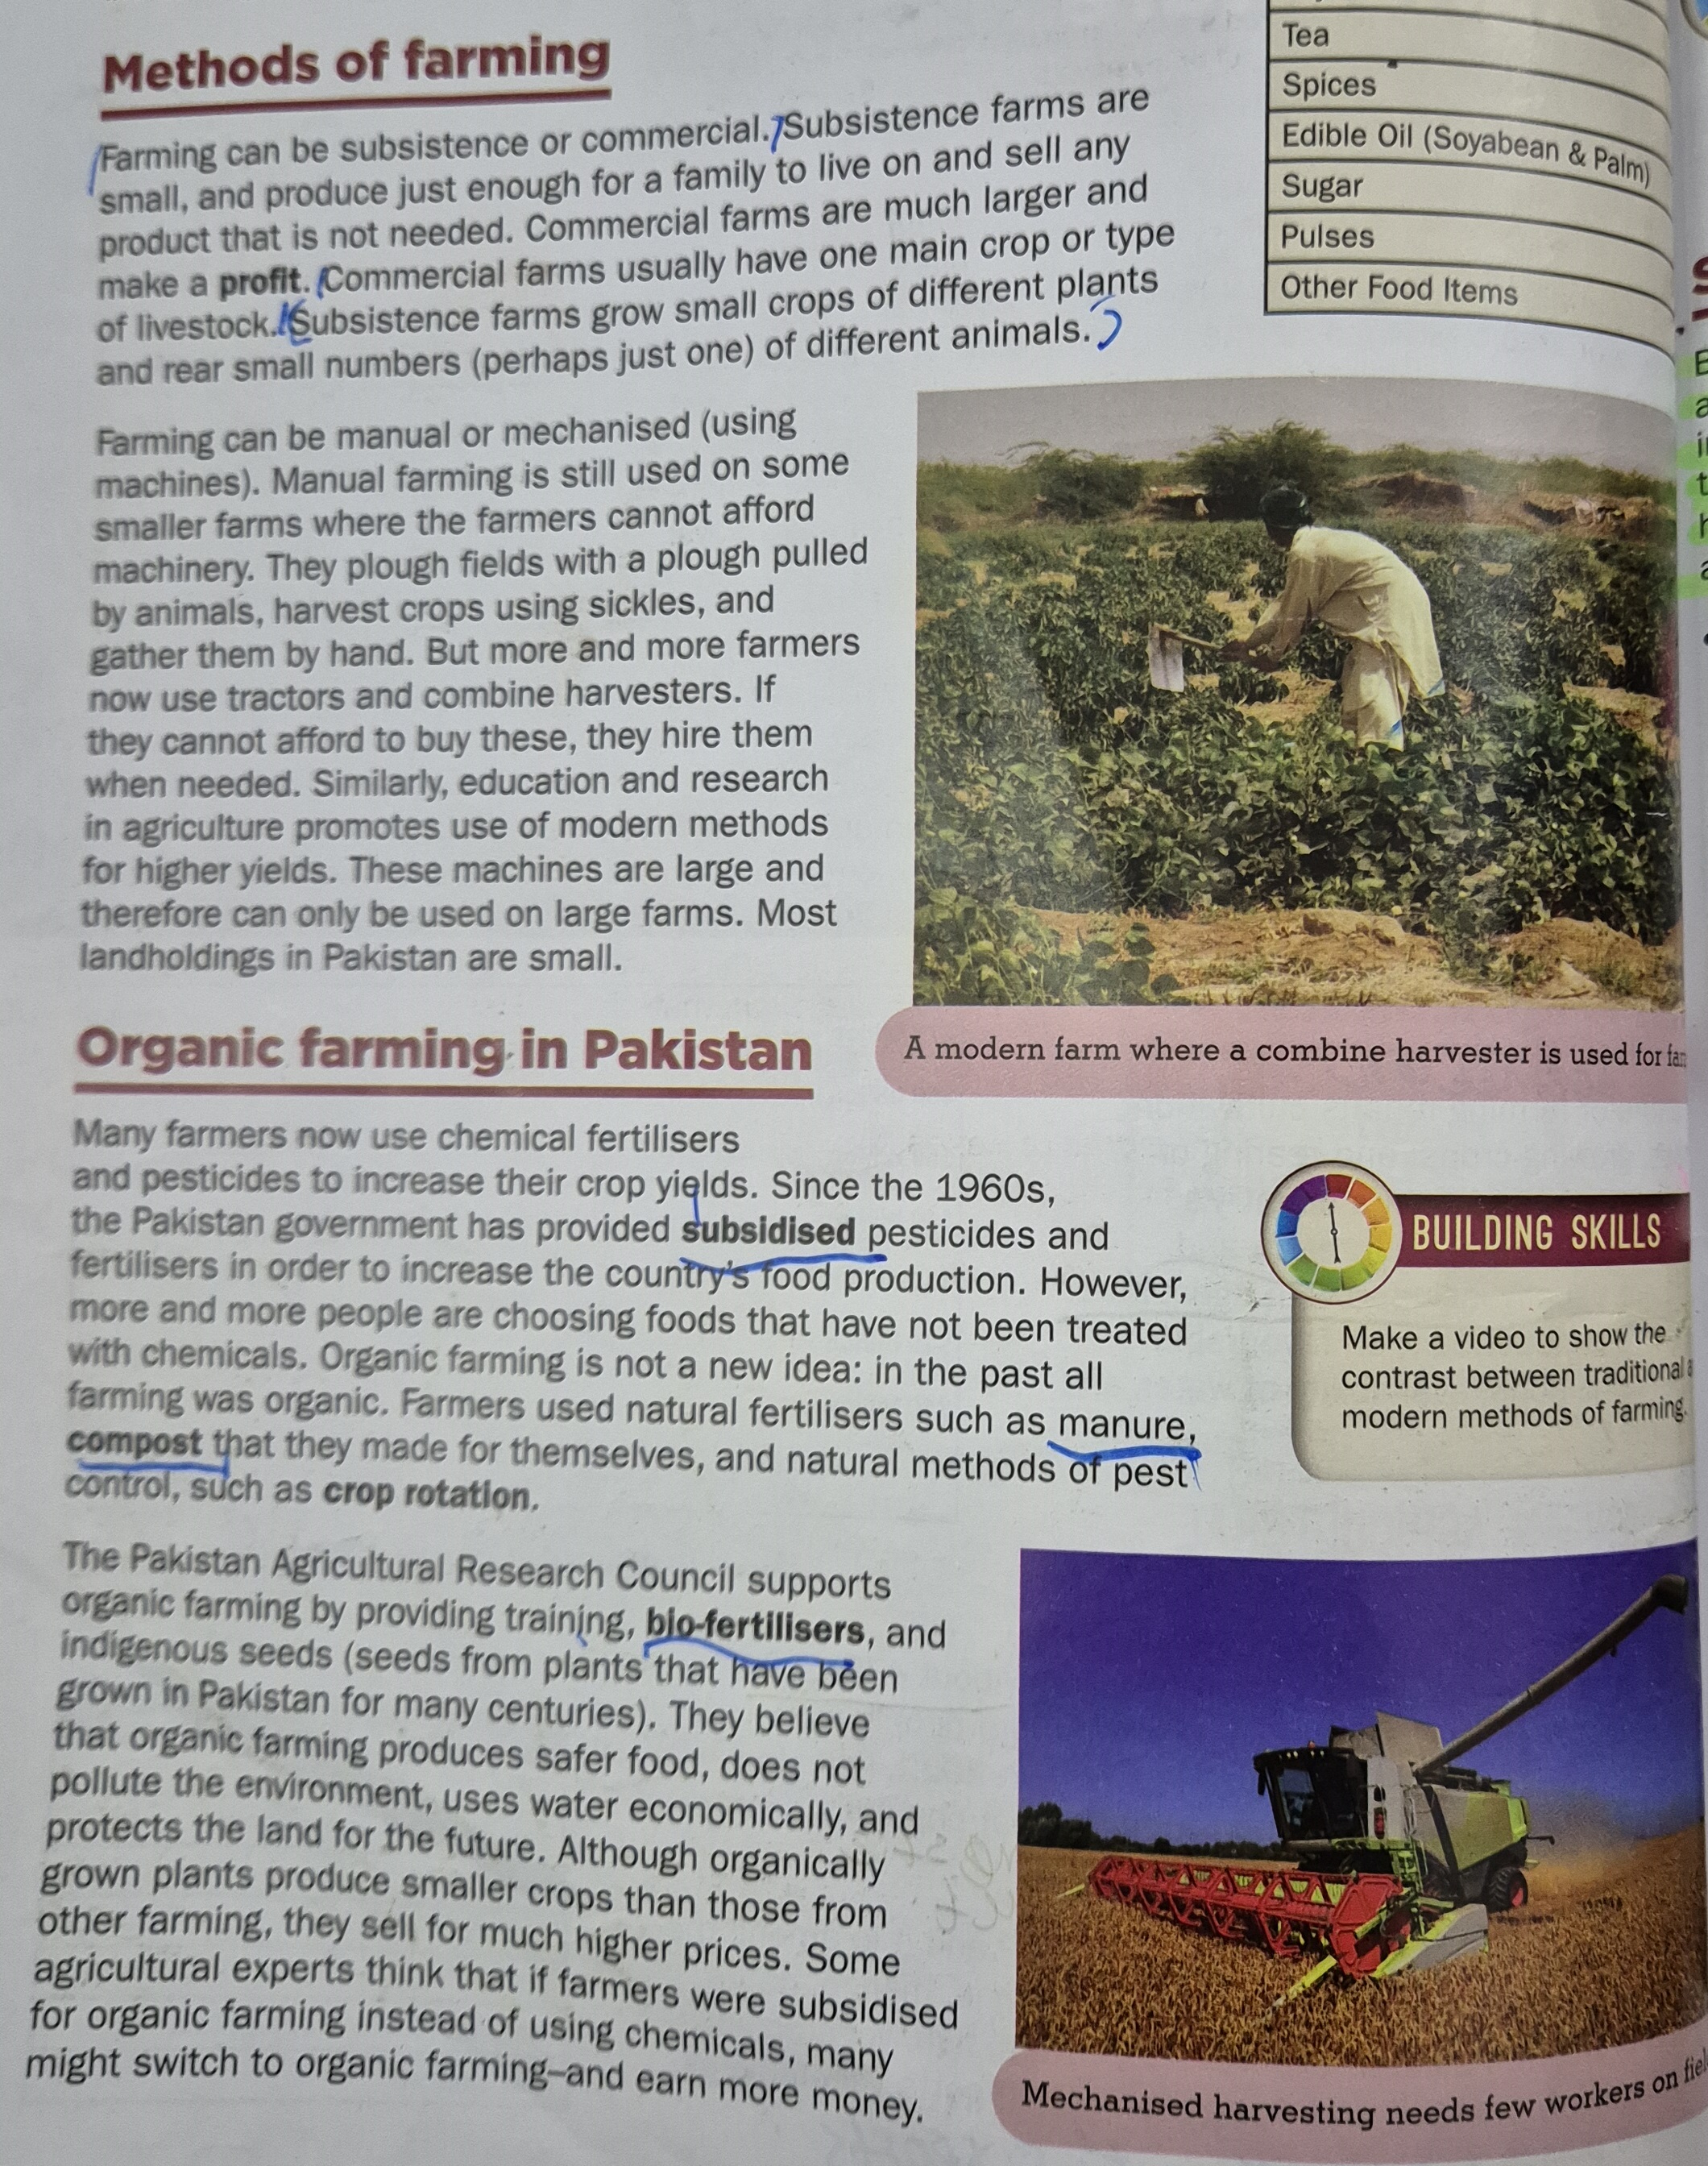 Methods of farming
Farming can be subsistence or commercial. Subsistence farms are
small, and produce just enough for a family to live on and sell any
product that is not needed. Commercial farms are much larger and
make a profit. Commercial farms usually have one main crop or type
of livestock. Subsistence farms grow small crops of different plants
and rear small numbers (perhaps just one) of different animals.
Tea
Spices
Edible Oil (Soyabean & Palm)
Sugar
Pulses
Other Food Items
Farming can be manual or mechanised (using
machines). Manual farming is still used on some
smaller farms where the farmers cannot afford
machinery. They plough fields with a plough pulled
by animals, harvest crops using sickles, and
gather them by hand. But more and more farmers
now use tractors and combine harvesters. If
they cannot afford to buy these, they hire them
when needed. Similarly, education and research
in agriculture promotes use of modern methods
for higher yields. These machines are large and
therefore can only be used on large farms. Most
landholdings in Pakistan are small.
A modern farm where a combine harvester is used for
Organic farming in Pakistan
Many farmers now use chemical fertilisers
and pesticides to increase their crop yields. Since the 1960s,
the Pakistan government has provided subsidised pesticides and
fertilisers in order to increase the country's food production. However,
more and more people are choosing foods that have not been treated
with chemicals. Organic farming is not a new idea: in the past all
farming was organic. Farmers used natural fertilisers such as manure,
compost that they made for themselves, and natural methods of pest
control, such as crop rotation.
BUILDING SKILLS
Make a video to show the
contrast between traditional
modern methods of farming.
The Pakistan Agricultural Research Council supports
organic farming by providing training, bio-fertilisers, and
indigenous seeds (seeds from plants that have been
grown in Pakistan for many centuries). They believe
that organic farming produces safer food, does not
pollute the environment, uses water economically, and
protects the land for the future. Although organically
grown plants produce smaller crops than those from
other farming, they sell for much higher prices. Some
agricultural experts think that if farmers were subsidised
for organic farming instead of using chemicals, many
might switch to organic farming–and earn more money.
Mechanised harvesting needs few workers on